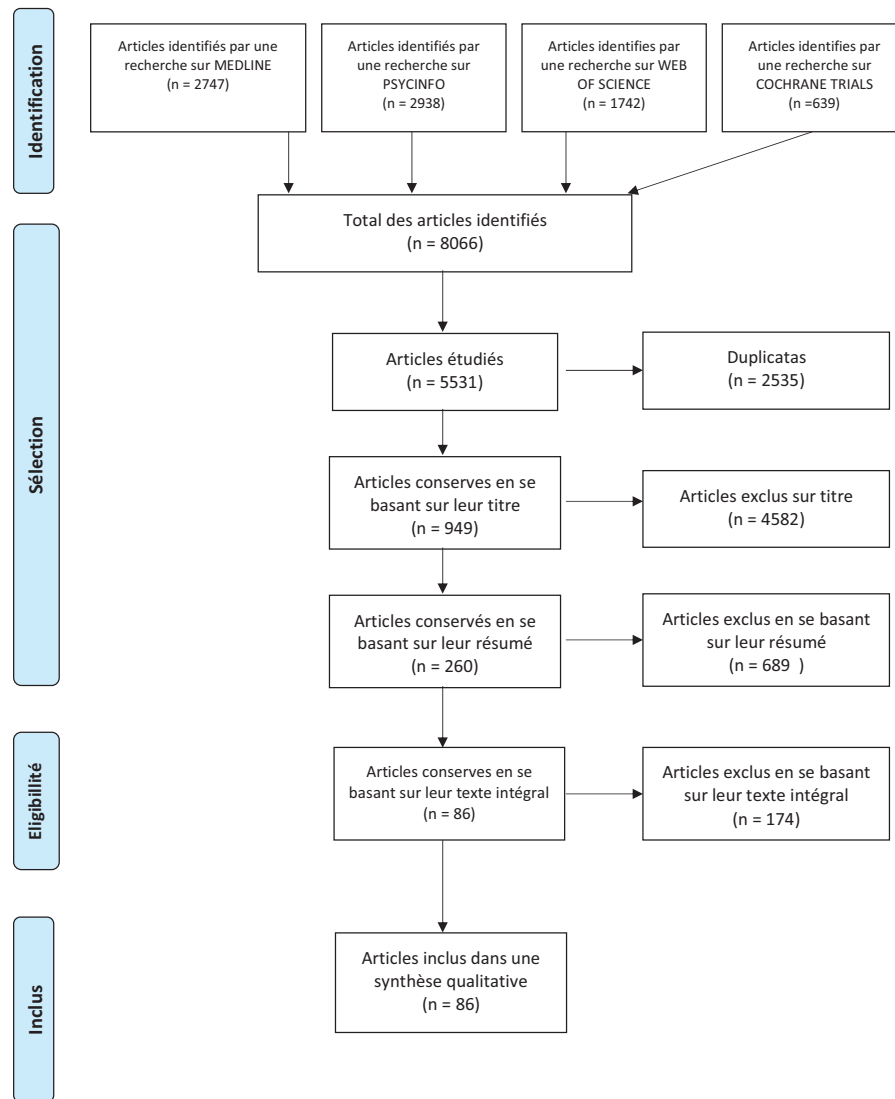 Identification
Articles identifiés par une
recherche sur MEDLINE
(n = 2747)
Articles identifiés par
une recherche sur
PSYCINFO
(n = 2938)
Articles identifies par
une recherche sur WEB
OF SCIENCE
(n = 1742)
Articles identifies par
une recherche sur
COCHRANE TRIALS
(n =639)
Total des articles identifiés
(n = 8066)
Sélection
Articles étudiés
(n = 5531)
Duplicatas
(n = 2535)
Articles conserves en se
basant sur leur titre
(n = 949)
Articles exclus sur titre
(n = 4582)
Articles conservés en se
basant sur leur résumé
(n = 260)
Articles exclus en se basant
sur leur résumé
(n = 689 )
Eligibillité
Articles conserves en se
basant sur leur texte intégral
(n = 86)
Articles exclus en se basant
sur leur texte intégral
(n = 174)
Inclus
Articles inclus dans une
synthèse qualitative
(n = 86)